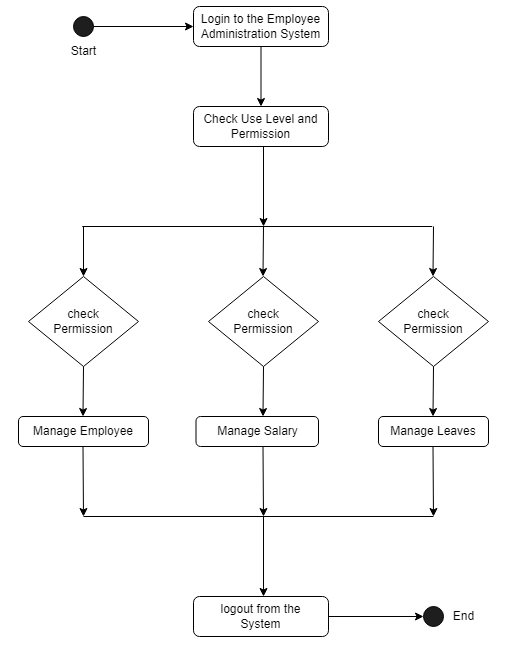 Login to the Employee
Administration System
Start
Check Use Level and
Permission
check
Permission
check
Permission
check
Permission
Manage Employee
Manage Salary
Manage Leaves
logout from the
System
End